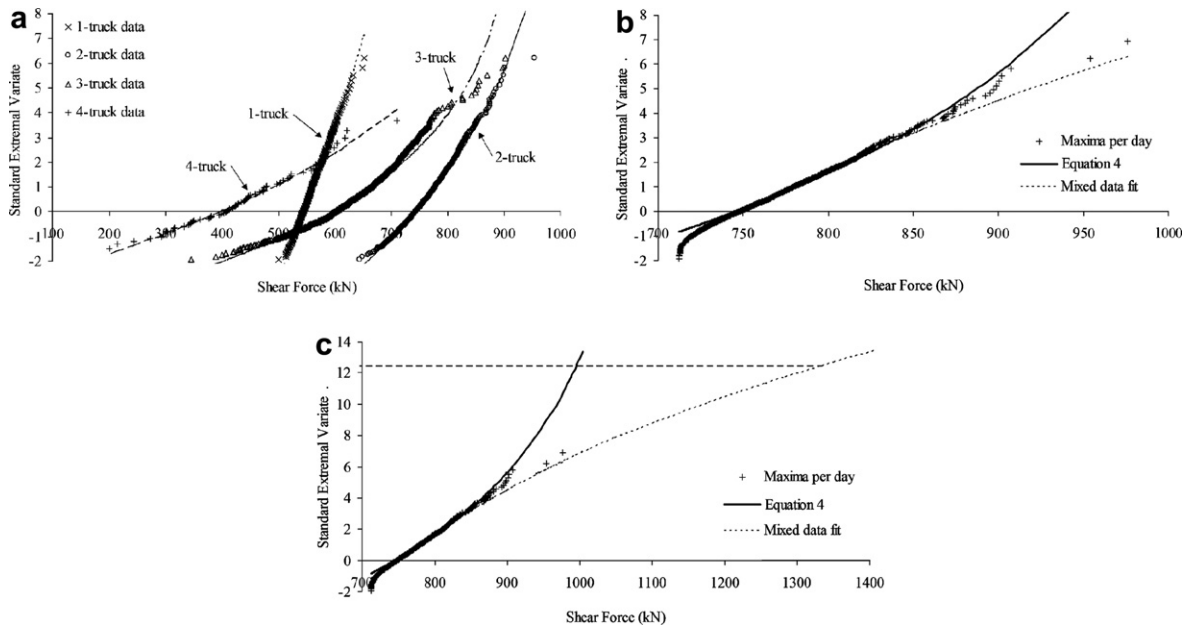 a
× 1-truck data
○ 2-truck data
△ 3-truck data
+ 4-truck data
3-truck
1-truck
4-truck
2-truck
Standard Extremal Variate
8
7
6
5
4
3
2
1
0
-1
-2
100 200 300 400 500 600 700 800 900 1000
Shear Force (kN)
b
Standard Extremal Variate .
8
7
6
5
4
3
2
1
0
-1
-2
700 750 800 850 900 950 1000
+ Maxima per day
Equation 4
Mixed data fit
Shear Force (kN)
c
Standard Extremal Variate .
14
12
10
8
6
4
2
0
-2
700 800 900 1000 1100 1200 1300 1400
+ Maxima per day
Equation 4
Mixed data fit
Shear Force (kN)